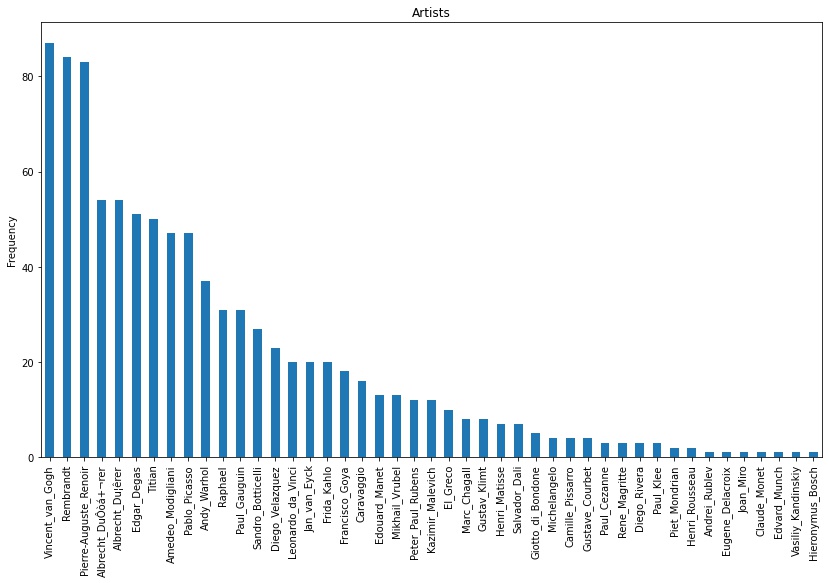 Artists
Frequency
80
60
40
20
0
Vincent_van_Gogh
Rembrandt
Pierre-Auguste_Renoir
Albrecht_DuÔòá+¬rer
Albrecht_Du¦êrer
Edgar_Degas
Titian
Amedeo_Modigliani
Pablo_Picasso
Andy_Warhol
Raphael
Paul_Gauguin
Sandro_Botticelli
Diego_Velazquez
Leonardo_da_Vinci
Jan_van_Eyck
Frida_Kahlo
Francisco_Goya
Caravaggio
Edouard_Manet
Mikhail_Vrubel
Peter_Paul_Rubens
Kazimir_Malevich
El_Greco
Marc_Chagall
Gustav_Klimt
Henri_Matisse
Salvador_Dali
Giotto_di_Bondone
Michelangelo
Camille_Pissarro
Gustave_Courbet
Paul_Cezanne
Rene_Magritte
Diego_Rivera
Paul_Klee
Piet_Mondrian
Henri_Rousseau
Andrei_Rublev
Eugene_Delacroix
Joan_Miro
Claude_Monet
Edvard_Munch
Vasiliy_Kandinskiy
Hieronymus_Bosch